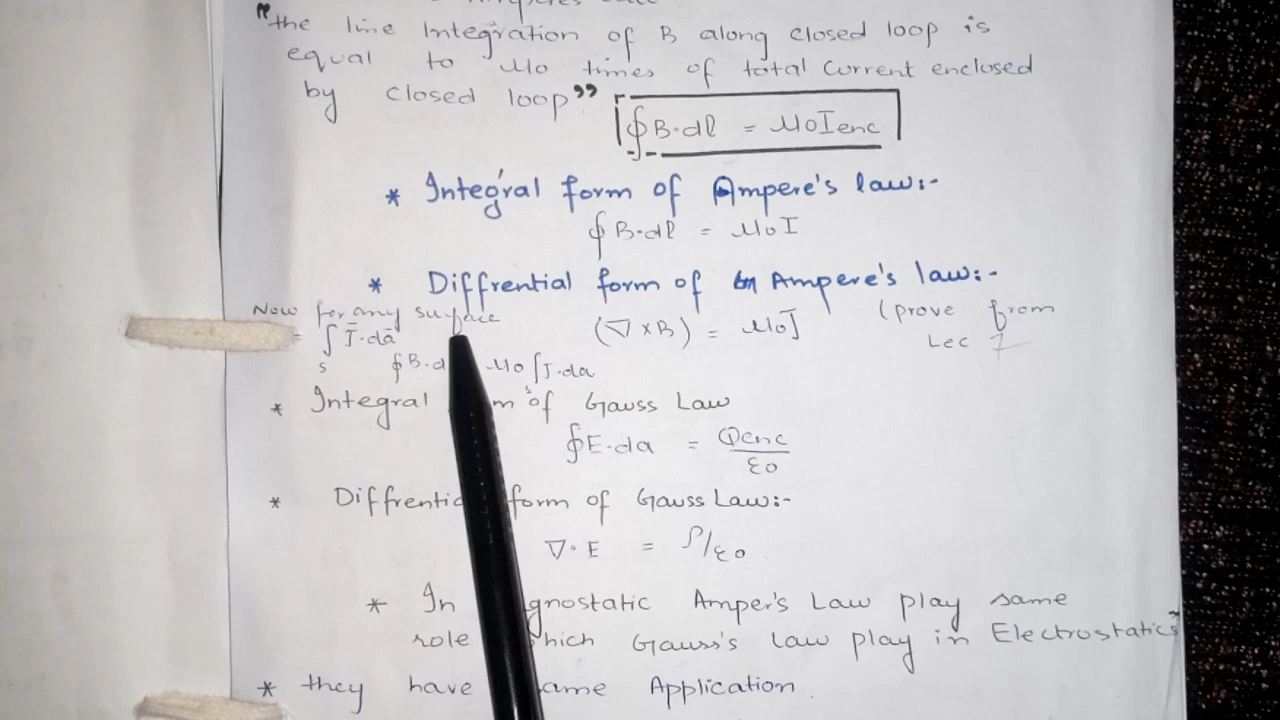 "the line Integration of B along closed loop is
equal to μo times of total current enclosed
by closed loop"
∮B·dl = μoIenc
* Integral form of Ampere's law:-
∮B·dl = μoI
* Diffrential form of Ampere's law:-
Now for any surface
(∇×B) = μoJ (prove from
Lec 7
= ∫ J̄·dā
s
∮B·d μo∫J·da
s
* Integral m of Gauss Law
∮E·da = Qenc/εo
* Diffrentic form of Gauss Law:-
∇·E = ρ/εo
* In gnostatic Amper's Law play same
role hich Gauss's law play in Electrostatics
* they have ame Application